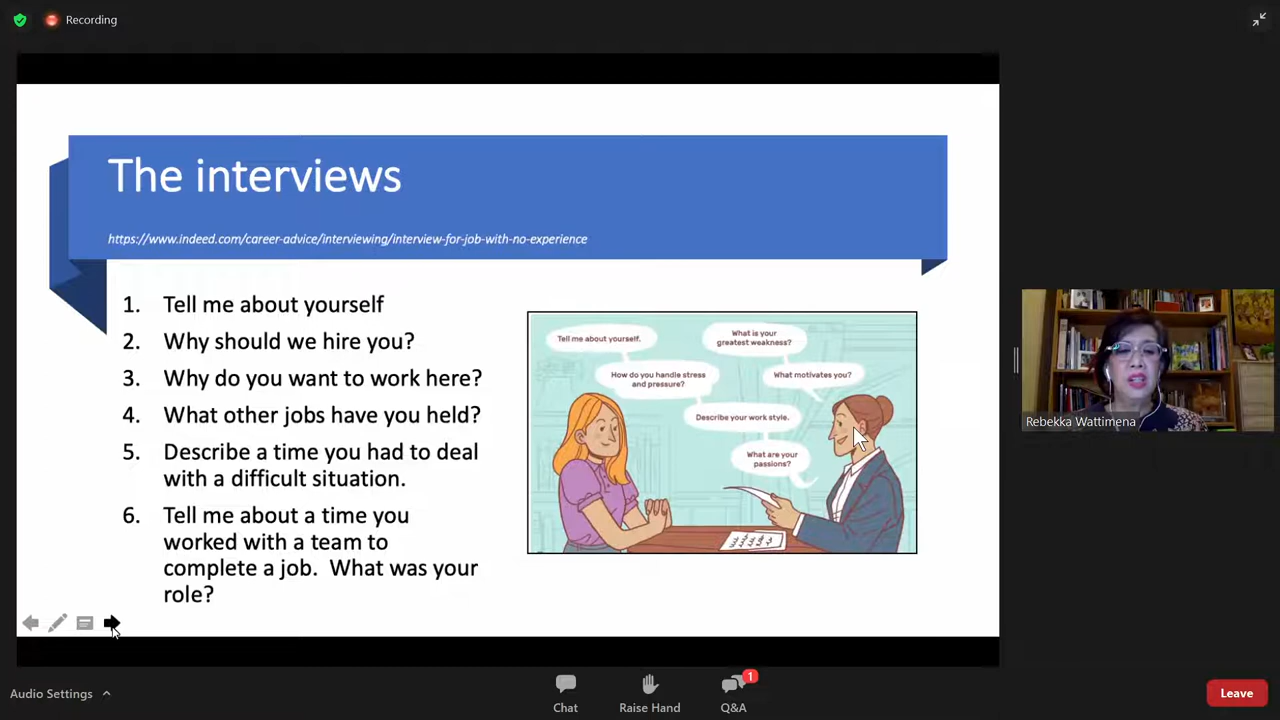 Recording
The interviews
https://www.indeed.com/career-advice/interviewing/interview-for-job-with-no-experience
1. Tell me about yourself
2. Why should we hire you?
3. Why do you want to work here?
4. What other jobs have you held?
5. Describe a time you had to deal
with a difficult situation.
6. Tell me about a time you
worked with a team to
complete a job.  What was your
role?
Tell me about yourself.
What is your
greatest weakness?
How do you handle stress
and pressure?
What motivates you?
Describe your work style.
What are your
passions?
Rebekka Wattimena
Audio Settings
Chat
Raise Hand
1
Q&A
Leave